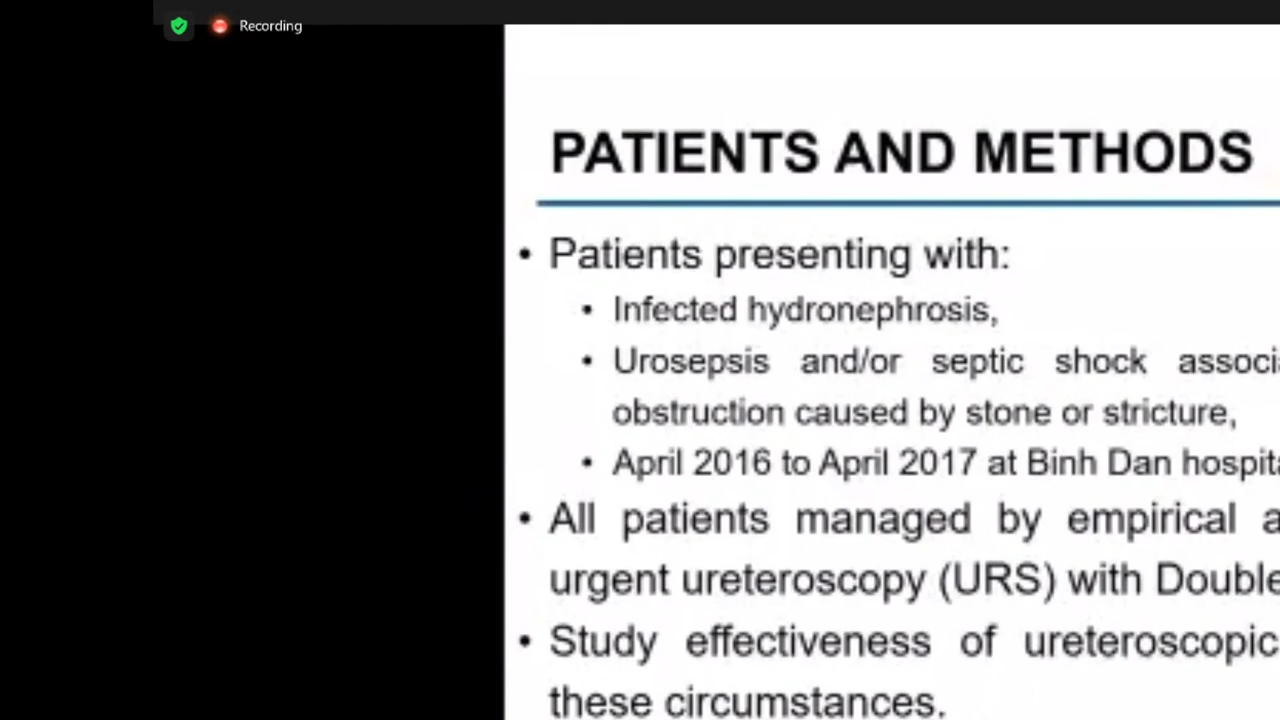 Recording
PATIENTS AND METHODS
• Patients presenting with:
• Infected hydronephrosis,
• Urosepsis and/or septic shock
obstruction caused by stone or stricture,
• April 2016 to April 2017 at Binh Dan
• All patients managed by empirical
urgent ureteroscopy (URS) with Double
• Study effectiveness of ureteroscopic
these circumstances.